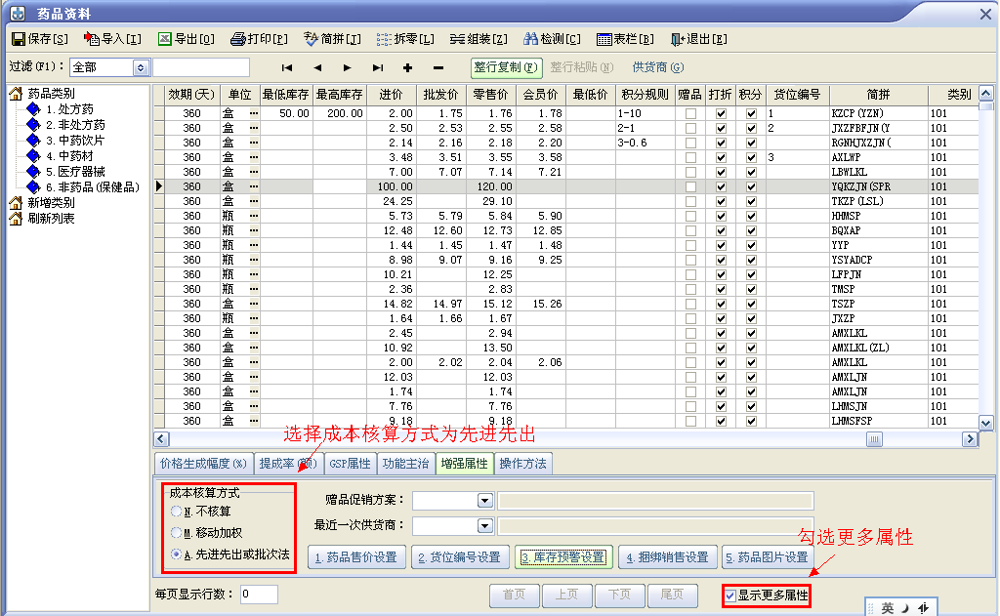 药品资料
保存[S] 导入[I] 导出[O] 打印[P] 简拼[J] 拆零[L] 组装[Z] 检测[C] 表栏[B] 退出[E]
过滤(F1): 全部 整行复制(F) 整行粘贴(N) 供货商(G)
药品类别
1.处方药
2.非处方药
3.中药饮片
4.中药材
5.医疗器械
6.非药品(保健品)
新增类别
刷新列表
效期(天) 单位 最低库存 最高库存 进价 批发价 零售价 会员价 最低价 积分规则 赠品 打折 积分 货位编号 简拼 类别
360 盒 ... 50.00 200.00 2.00 1.75 1.76 1.78 1-10 1 KZCP(YZN) 101
360 盒 ... 2.50 2.53 2.55 2.58 2-1 2 JXZFBFJN(Y 101
360 盒 ... 2.14 2.16 2.18 2.20 3-0.6 RGNHJXZJN( 101
360 盒 ... 3.48 3.51 3.55 3.58 3 AXLWP 101
360 盒 ... 7.00 7.07 7.14 7.21 LBWLKL 101
360 盒 ... 100.00 120.00 YQKZJN(SPR 101
360 盒 ... 24.25 29.10 TKZP(LSL) 101
360 瓶 ... 5.73 5.79 5.84 5.90 HHMSP 101
360 瓶 ... 12.48 12.60 12.73 12.85 BQXAP 101
360 瓶 ... 1.44 1.45 1.47 1.48 YYP 101
360 瓶 ... 8.98 9.07 9.16 9.25 YSYADCP 101
360 瓶 ... 10.21 12.25 LFPJN 101
360 瓶 ... 2.36 2.83 TMSP 101
360 盒 ... 14.82 14.97 15.12 15.26 TSZP 101
360 瓶 ... 1.64 1.66 1.67 JXZP 101
360 盒 ... 2.45 2.94 AMXLKL 101
360 盒 ... 10.92 13.50 AMXLKL(ZL) 101
360 盒 ... 2.00 2.02 2.04 2.06 AMXLKL 101
360 盒 ... 12.03 12.03 AMXLJN 101
360 盒 ... 1.74 1.74 AMXLJN 101
360 盒 ... 7.76 7.76 LHMSJN 101
360 盒 ... 9.18 9.18 LHMSFSP 101
选择成本核算方式为先进先出
价格生成幅度(%) 提成率(额) GSP属性 功能主治 增强属性 操作方法
成本核算方式
N.不核算
M.移动加权
A.先进先出或批次法
赠品促销方案:
最近一次供货商:
勾选更多属性
1.药品售价设置 2.货位编号设置 3.库存预警设置 4.捆绑销售设置 5.药品图片设置
每页显示行数: 0 首页 上页 下页 尾页 显示更多属性
英